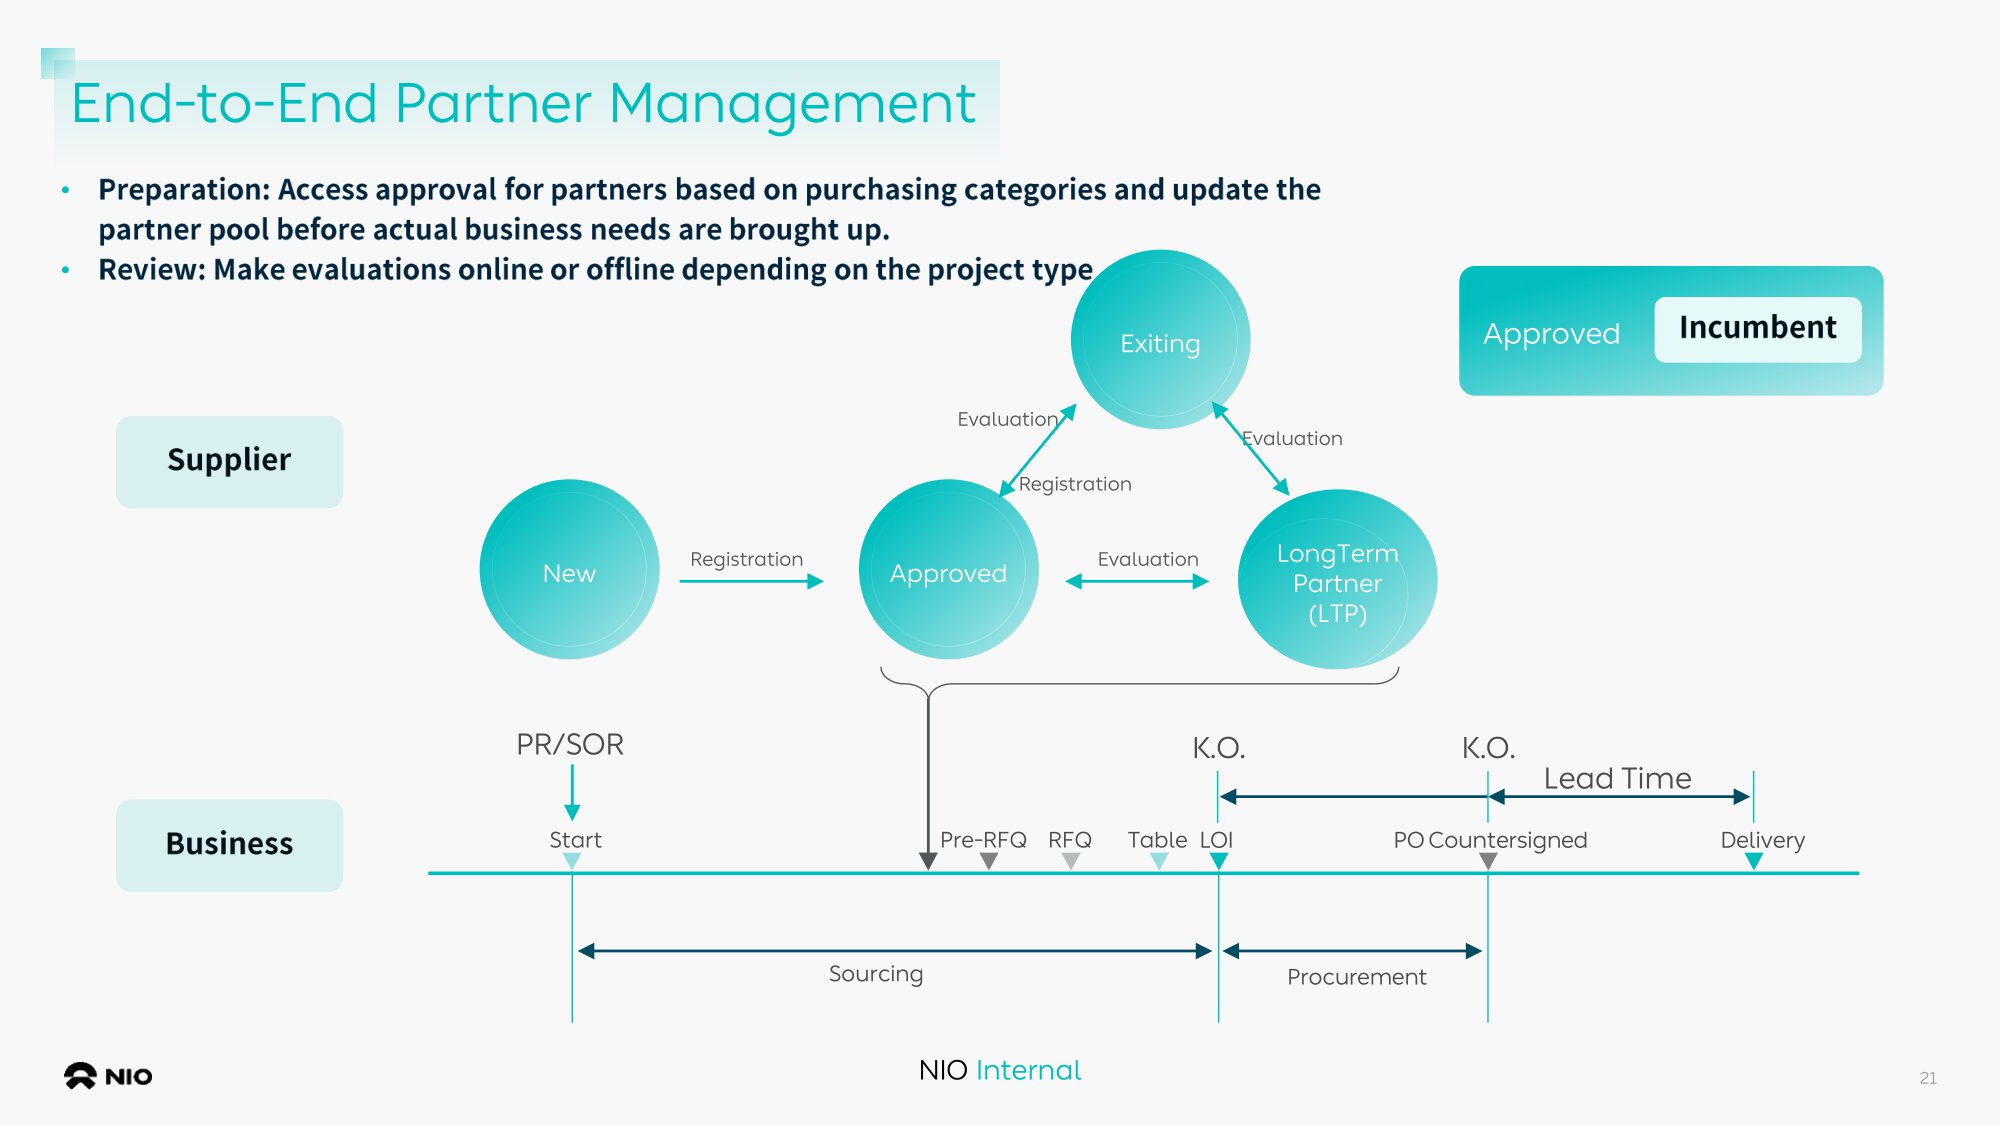 End-to-End Partner Management
• Preparation: Access approval for partners based on purchasing categories and update the
partner pool before actual business needs are brought up.
• Review: Make evaluations online or offline depending on the project type
Exiting
Approved
Incumbent
Evaluation
Evaluation
Supplier
Registration
New
Registration
Approved
Evaluation
LongTerm
Partner
(LTP)
PR/SOR
K.O.
K.O.
Lead Time
Business
Start
Pre-RFQ
RFQ
Table
LOI
PO Countersigned
Delivery
Sourcing
Procurement
NIO
NIO Internal
21